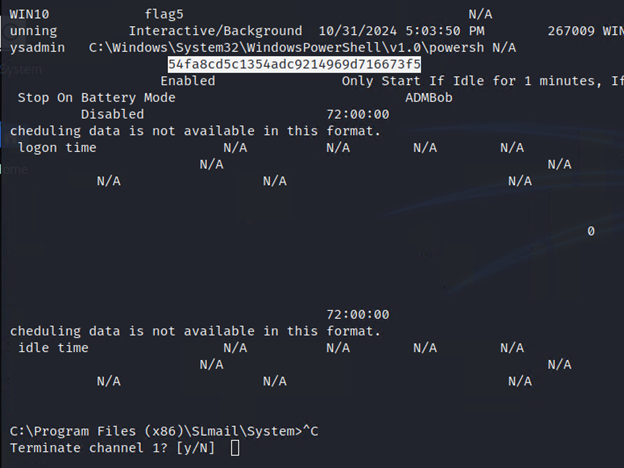 WIN10 flag5 N/A
unning Interactive/Background 10/31/2024 5:03:50 PM 267009 WIN
ysadmin C:\Windows\System32\WindowsPowerShell\v1.0\powersh N/A
54fa8cd5c1354adc9214969d716673f5
Enabled Only Start If Idle for 1 minutes, If
Stop On Battery Mode ADMBob
Disabled 72:00:00
cheduling data is not available in this format.
logon time N/A N/A N/A N/A
N/A N/A
N/A N/A N/A
0
72:00:00
cheduling data is not available in this format.
idle time N/A N/A N/A N/A
N/A N/A
N/A N/A N/A
C:\Program Files (x86)\SLmail\System>^C
Terminate channel 1? [y/N]